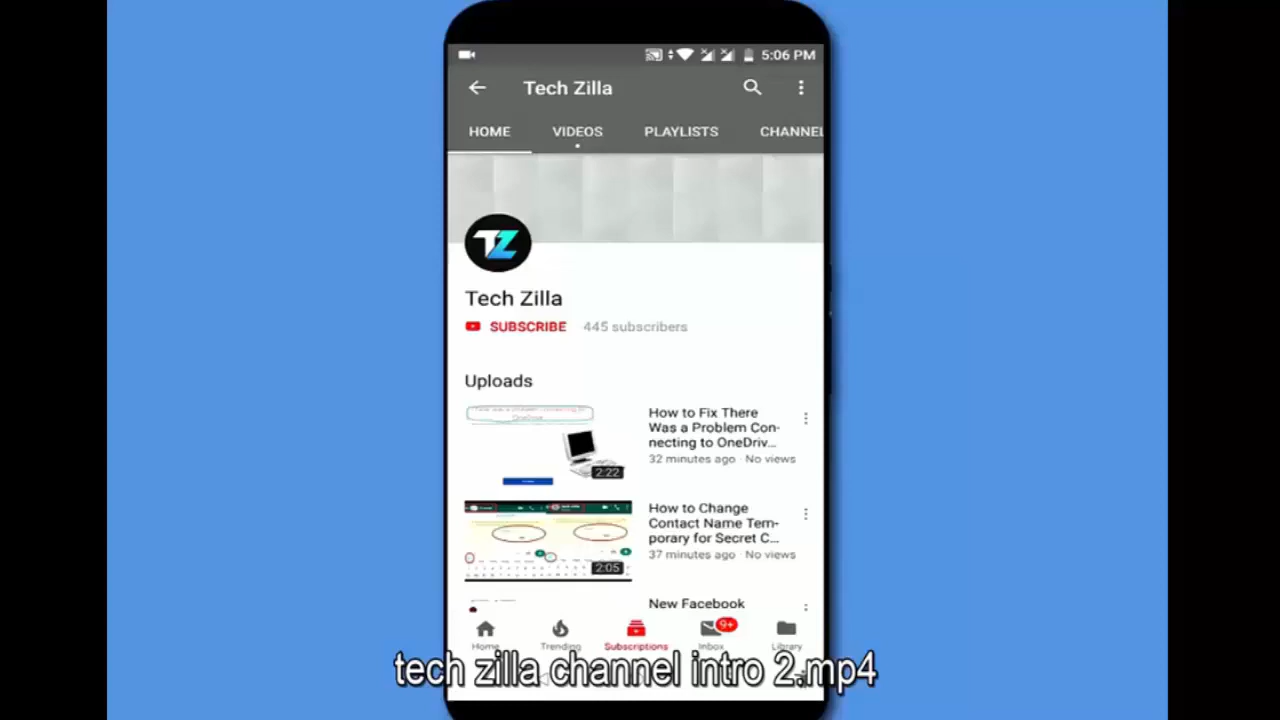 5:06 PM
Tech Zilla
HOME VIDEOS PLAYLISTS CHANNEL
TZ
Tech Zilla
SUBSCRIBE 445 subscribers
Uploads
How to Fix There
Was a Problem Con-
necting to OneDriv...
32 minutes ago · No views
2:22
How to Change
Contact Name Tem-
porary for Secret C...
37 minutes ago · No views
2:05
New Facebook
9+
Home Trending Subscriptions Inbox Library
tech zilla channel intro 2.mp4